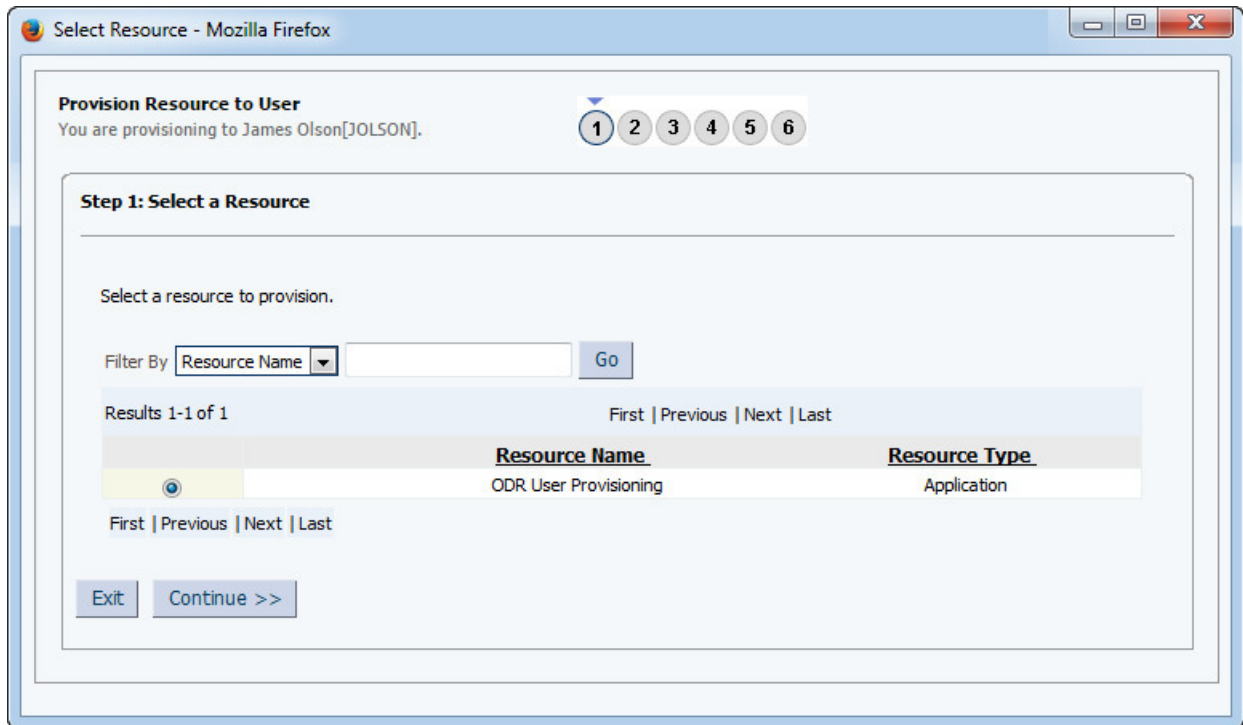 Select Resource - Mozilla Firefox
Provision Resource to User
You are provisioning to James Olson[JOLSON].
1 2 3 4 5 6
Step 1: Select a Resource
Select a resource to provision.
Filter By Resource Name Go
Results 1-1 of 1 First | Previous | Next | Last
Resource Name Resource Type
ODR User Provisioning Application
First | Previous | Next | Last
Exit Continue >>